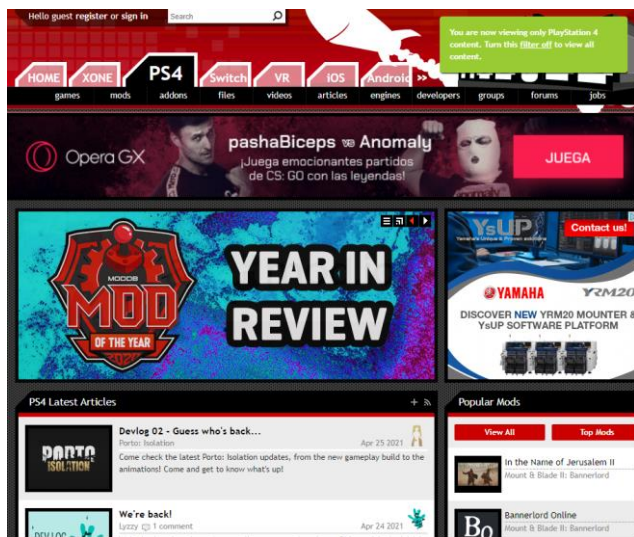 Hello guest register or sign in
Search
You are now viewing only PlayStation 4
content. Turn this filter off to view all
content.
HOME XONE PS4 Switch VR iOS Android »
games mods addons files videos articles engines developers groups forums jobs
Opera GX
pashaBiceps vs Anomaly
¡Juega emocionantes partidos
de CS: GO con las leyendas!
JUEGA
MODDB
MOD
OF THE YEAR
2020
YEAR IN
REVIEW
YsUP
Contact us!
YAMAHA
YRM20
DISCOVER NEW YRM20 MOUNTER &
YsUP SOFTWARE PLATFORM
PS4 Latest Articles
Devlog 02 - Guess who's back...
Porto: Isolation
Apr 25 2021
Come check the latest Porto: Isolation updates, from the new gameplay build to the
animations! Come and get to know what's up!
PORTO
ISOLATION
We're back!
Lyzzy 1 comment
Apr 24 2021
DEVLOG
Popular Mods
View All
Top Mods
In the Name of Jerusalem II
Mount & Blade II: Bannerlord
Bannerlord Online
Mount & Blade II: Bannerlord
Bo